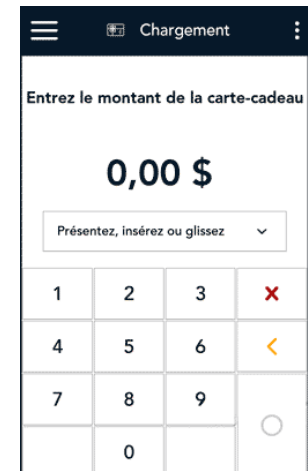 Chargement
Entrez le montant de la carte-cadeau
0,00 $
Présentez, insérez ou glissez
1 2 3
4 5 6
7 8 9
0